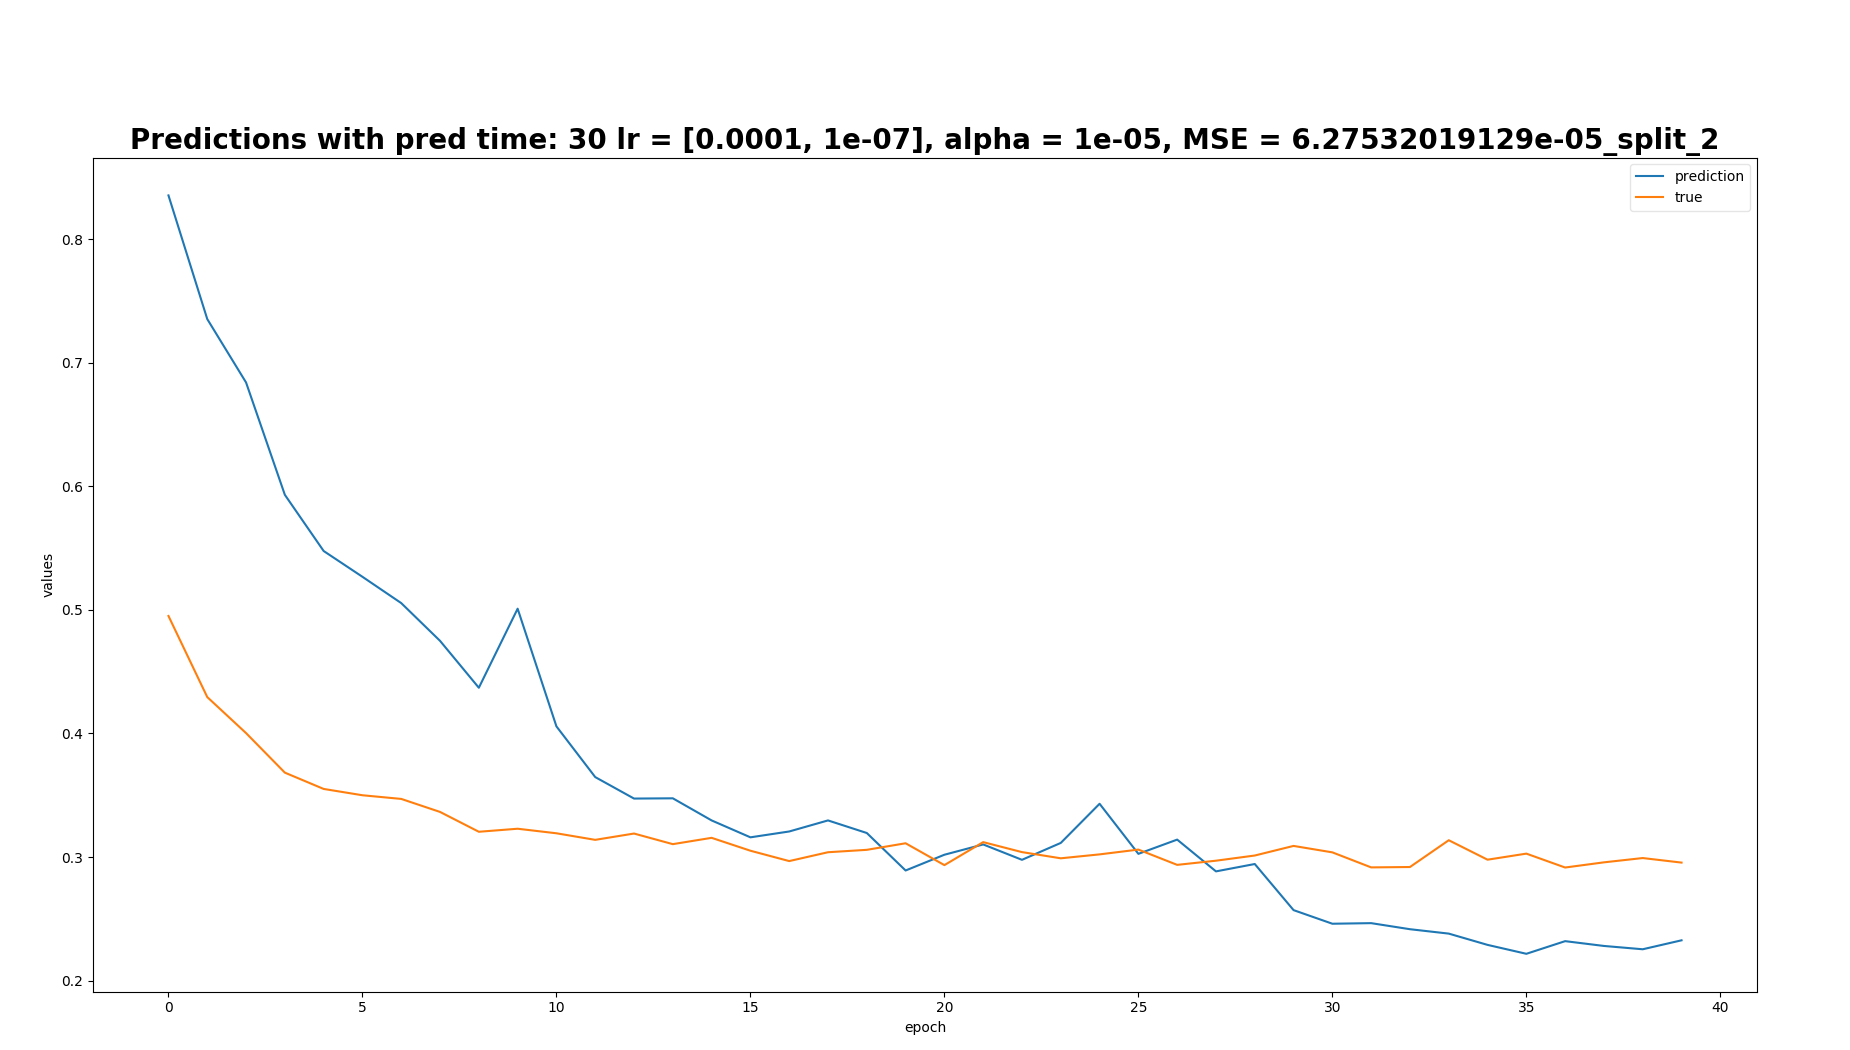 Predictions with pred time: 30 lr = [0.0001, 1e-07], alpha = 1e-05, MSE = 6.27532019129e-05_split_2
prediction
true
values
0.8
0.7
0.6
0.5
0.4
0.3
0.2
0 5 10 15 20 25 30 35 40
epoch